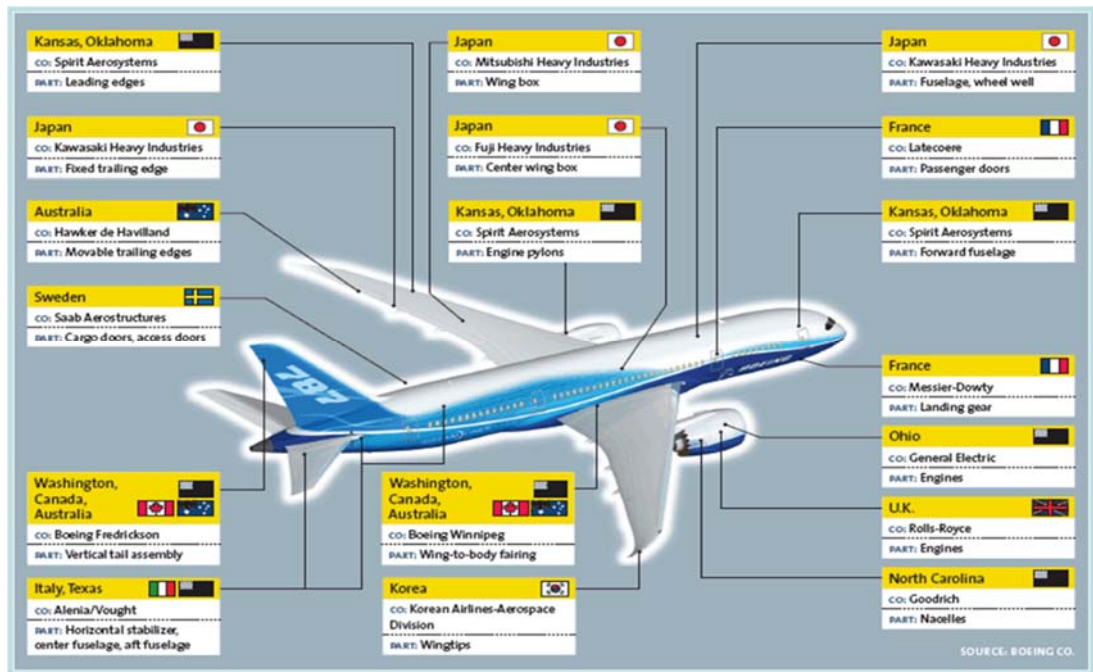 Kansas, Oklahoma
CO: Spirit Aerosystems
PART: Leading edges
Japan
CO: Kawasaki Heavy Industries
PART: Fixed trailing edge
Australia
CO: Hawker de Havilland
PART: Movable trailing edges
Sweden
CO: Saab Aerostructures
PART: Cargo doors, access doors
Japan
CO: Mitsubishi Heavy Industries
PART: Wing box
Japan
CO: Fuji Heavy Industries
PART: Center wing box
Kansas, Oklahoma
CO: Spirit Aerosystems
PART: Engine pylons
Japan
CO: Kawasaki Heavy Industries
PART: Fuselage, wheel well
France
CO: Latecoere
PART: Passenger doors
Kansas, Oklahoma
CO: Spirit Aerosystems
PART: Forward fuselage
787
BOEING
France
CO: Messier-Dowty
PART: Landing gear
Ohio
CO: General Electric
PART: Engines
U.K.
CO: Rolls-Royce
PART: Engines
North Carolina
CO: Goodrich
PART: Nacelles
Washington,
Canada,
Australia
CO: Boeing Fredrickson
PART: Vertical tail assembly
Italy, Texas
CO: Alenia/Vought
PART: Horizontal stabilizer,
center fuselage, aft fuselage
Washington,
Canada,
Australia
CO: Boeing Winnipeg
PART: Wing-to-body fairing
Korea
CO: Korean Airlines-Aerospace
Division
PART: Wingtips
SOURCE: BOEING CO.